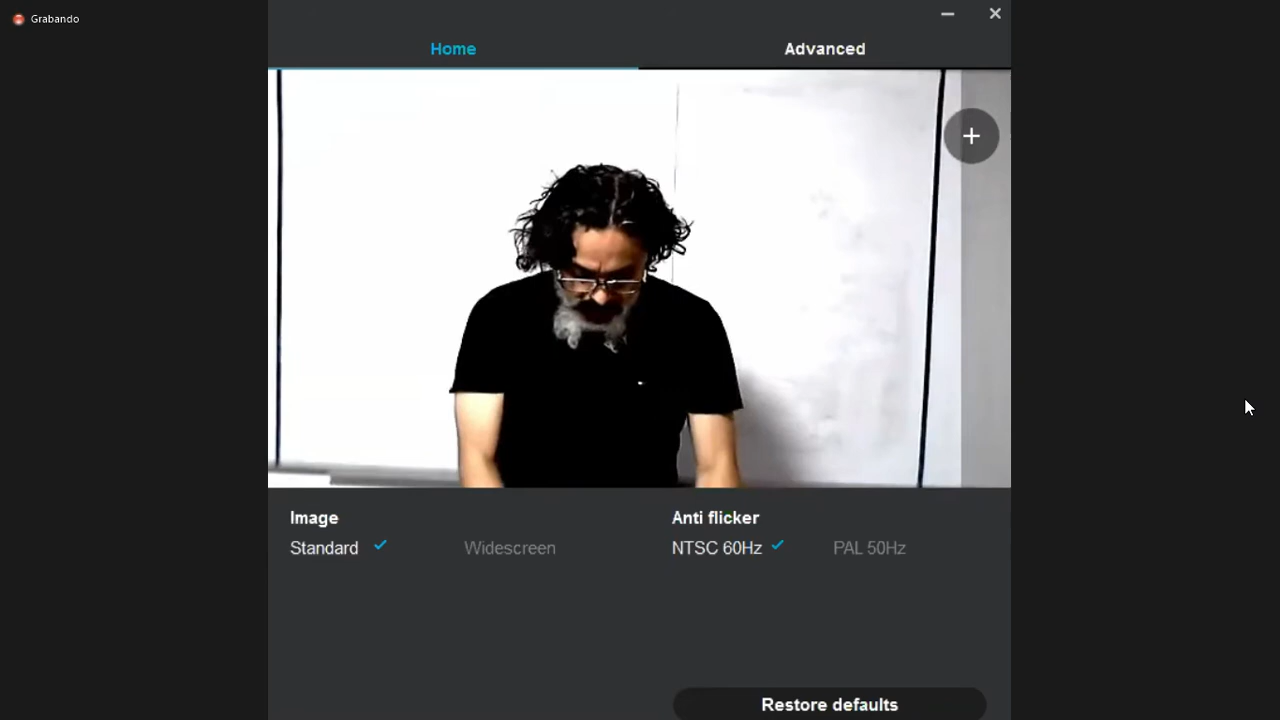 Grabando
Home
Advanced
Image
Anti flicker
Standard
Widescreen
NTSC 60Hz
PAL 50Hz
Restore defaults